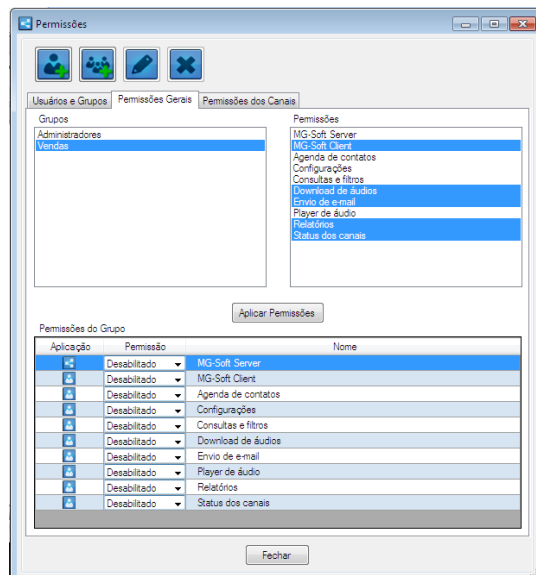 Permissões
Usuários e Grupos
Permissões Gerais
Permissões dos Canais
Grupos
Administradores
Vendas
Permissões
MG-Soft Server
MG-Soft Client
Agenda de contatos
Configurações
Consultas e filtros
Download de áudios
Envio de e-mail
Player de áudio
Relatórios
Status dos canais
Aplicar Permissões
Permissões do Grupo
Aplicação Permissão Nome
Desabilitado MG-Soft Server
Desabilitado MG-Soft Client
Desabilitado Agenda de contatos
Desabilitado Configurações
Desabilitado Consultas e filtros
Desabilitado Download de áudios
Desabilitado Envio de e-mail
Desabilitado Player de áudio
Desabilitado Relatórios
Desabilitado Status dos canais
Fechar